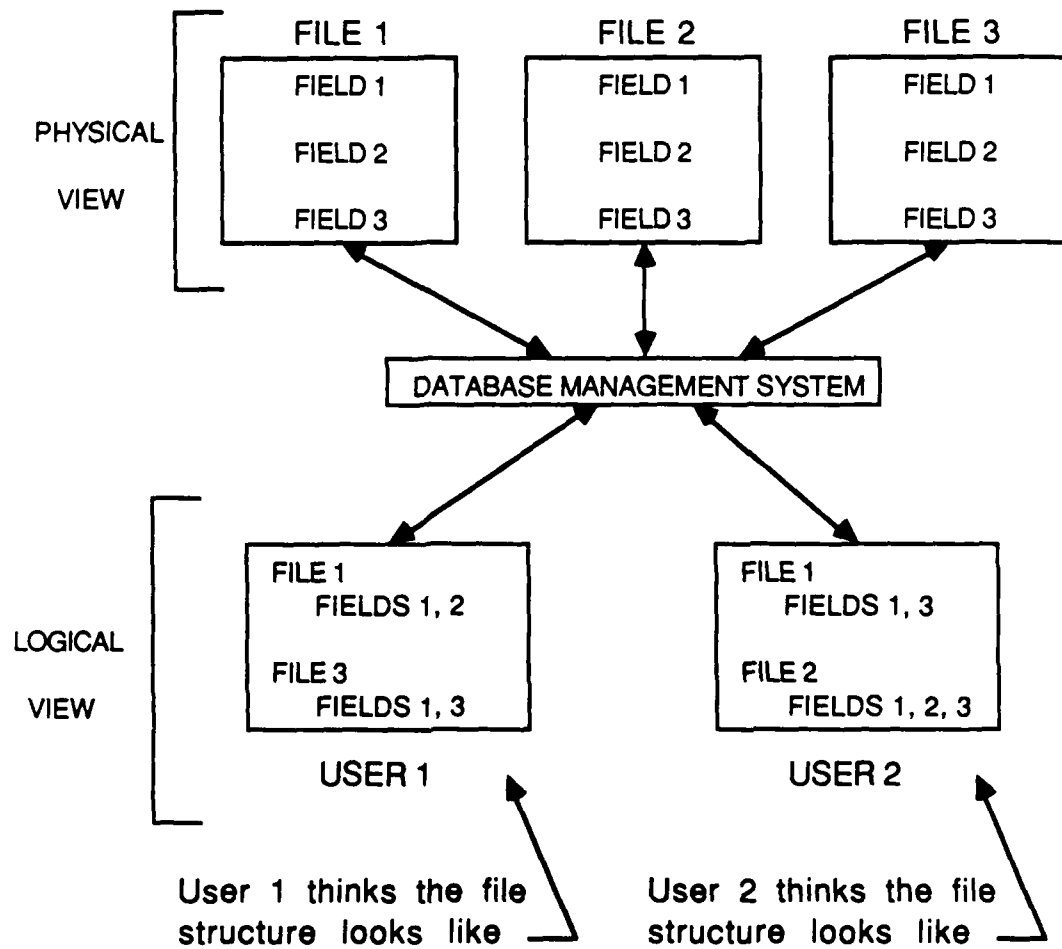 FILE 1
FILE 2
FILE 3
FIELD 1
FIELD 2
FIELD 3
FIELD 1
FIELD 2
FIELD 3
FIELD 1
FIELD 2
FIELD 3
PHYSICAL
VIEW
DATABASE MANAGEMENT SYSTEM
LOGICAL
VIEW
FILE 1
FIELDS 1, 2
FILE 3
FIELDS 1, 3
USER 1
FILE 1
FIELDS 1, 3
FILE 2
FIELDS 1, 2, 3
USER 2
User 1 thinks the file
structure looks like
User 2 thinks the file
structure looks like